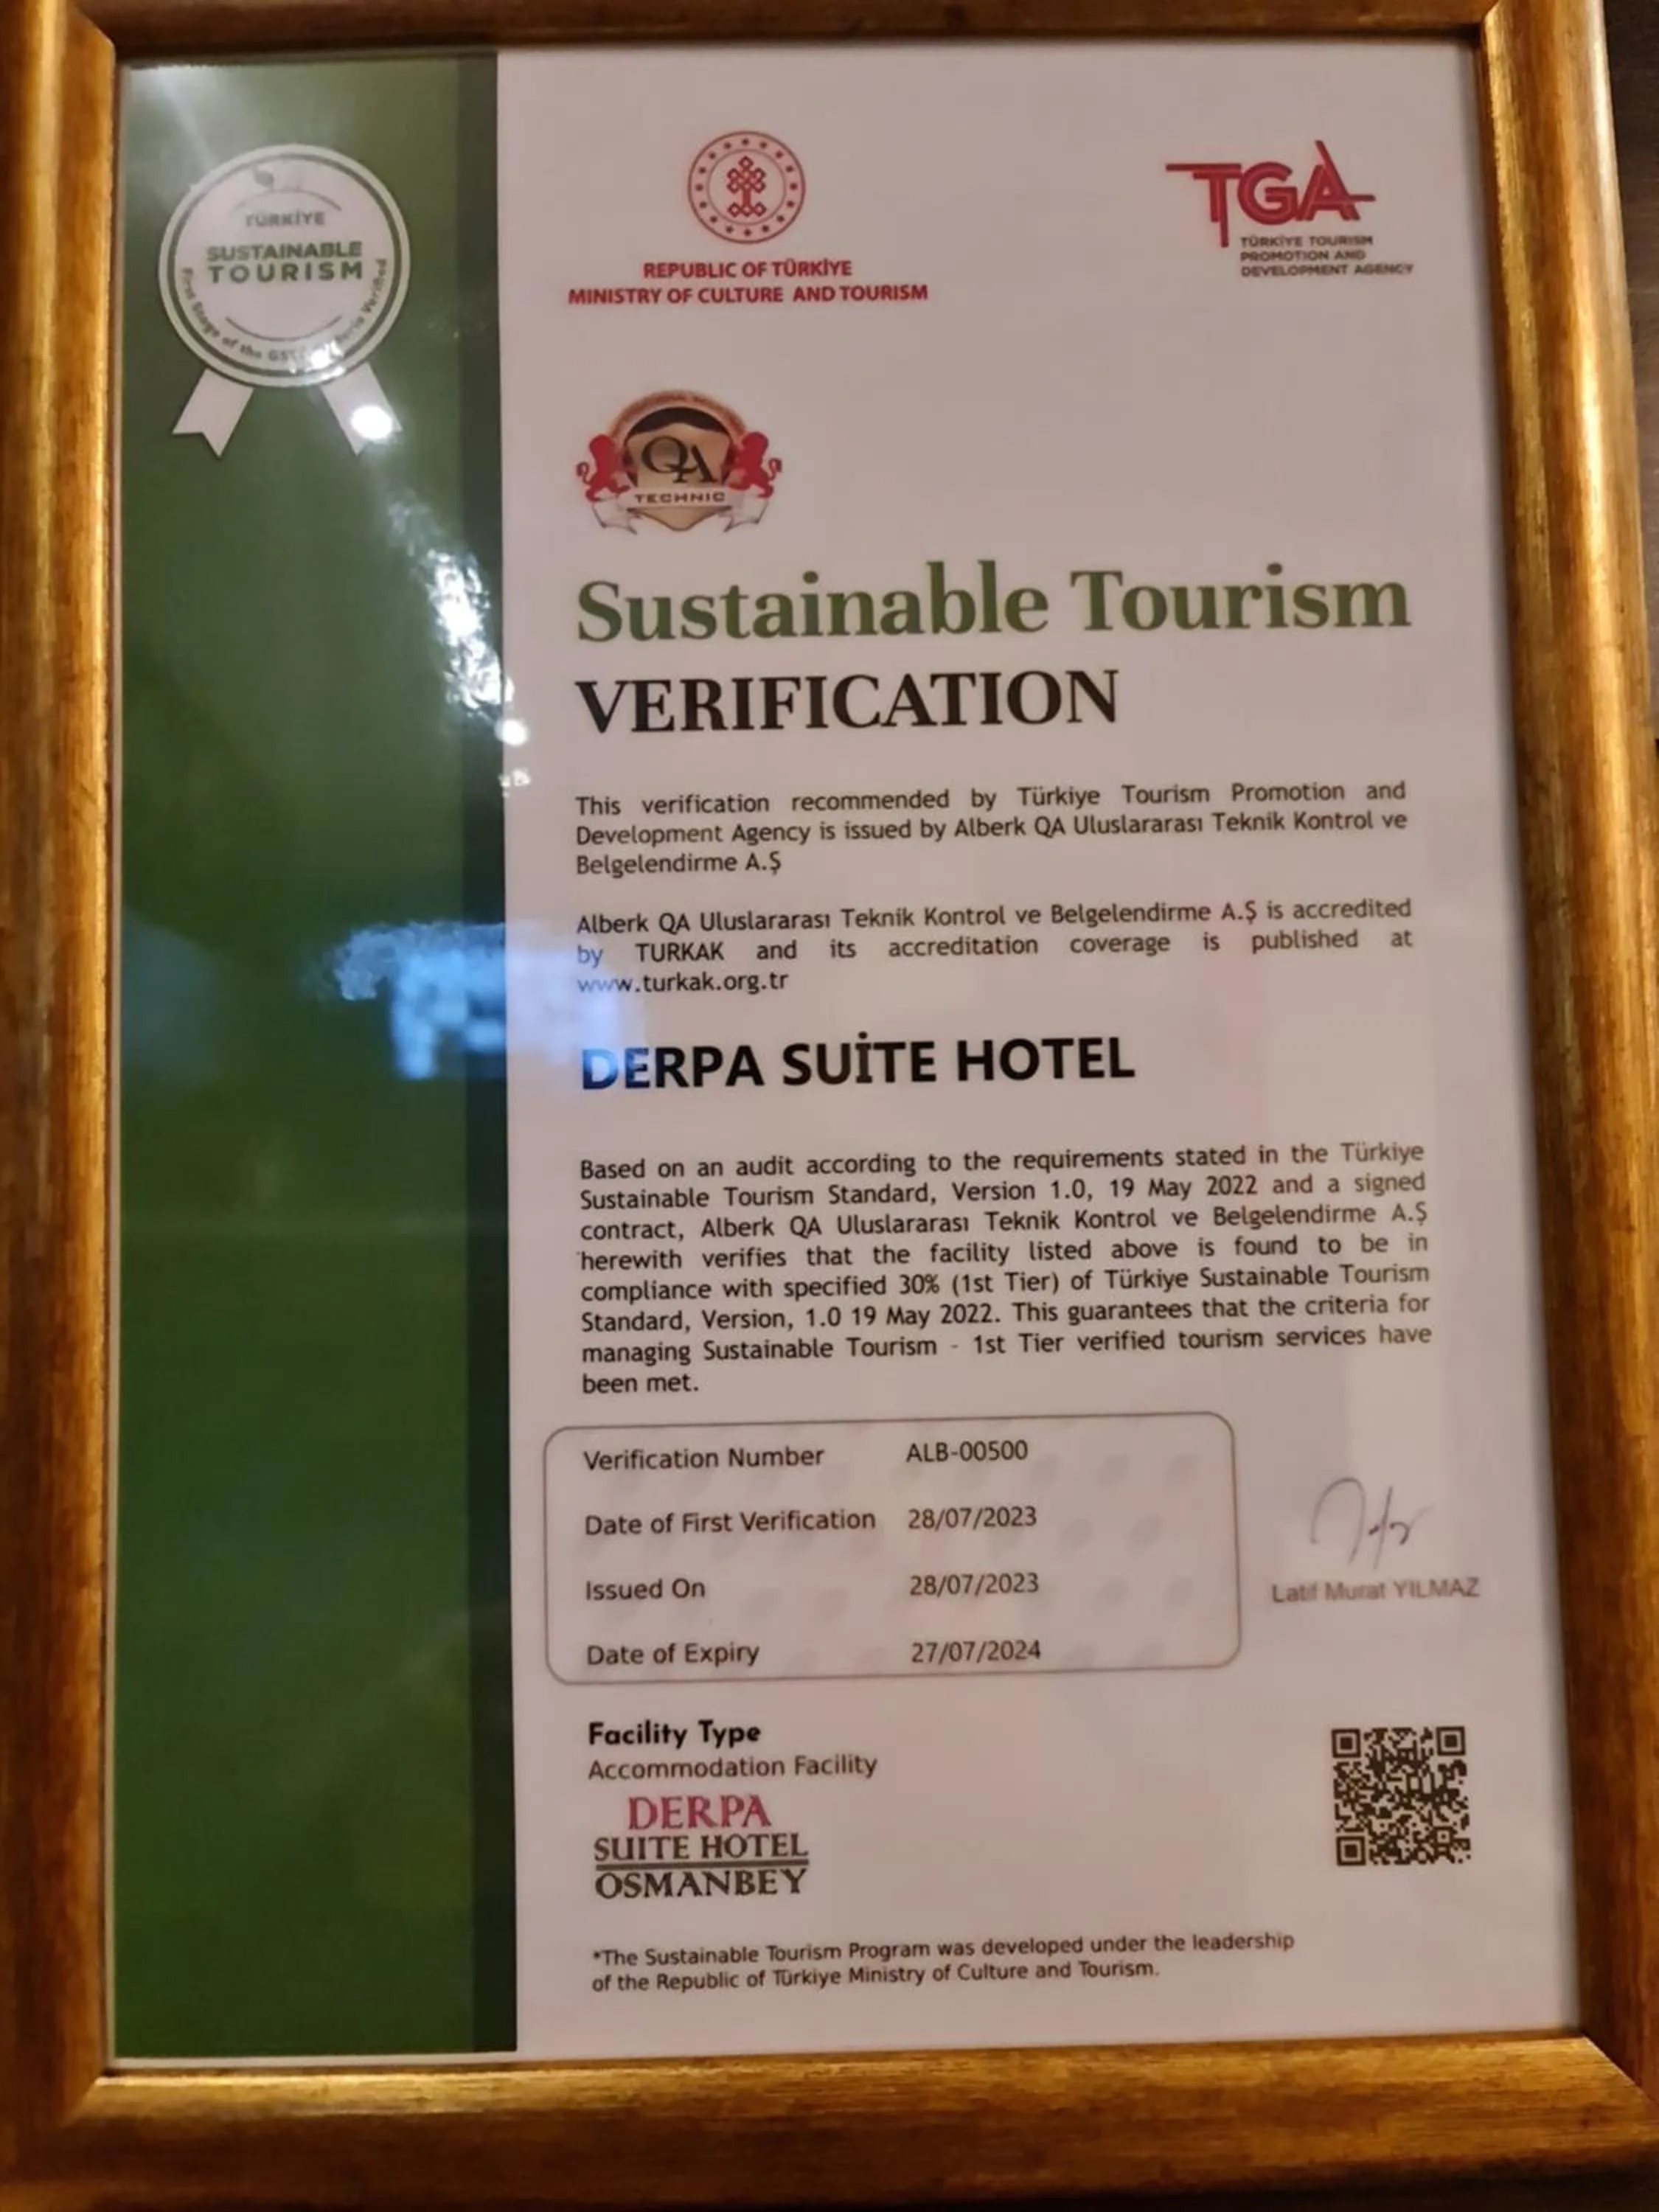 TÜRKİYE
SUSTAINABLE
TOURISM
First Stage of the Verified
REPUBLIC OF TÜRKİYE
MINISTRY OF CULTURE AND TOURISM
TGA
TÜRKİYE TOURISM
PROMOTION AND
DEVELOPMENT AGENCY
QA
TECHNIC
Sustainable Tourism
VERIFICATION
This verification recommended by Türkiye Tourism Promotion and
Development Agency is issued by Alberk QA Uluslararası Teknik Kontrol ve
Belgelendirme A.Ş
Alberk QA Uluslararası Teknik Kontrol ve Belgelendirme A.Ş is accredited
by TURKAK and its accreditation coverage is published at
www.turkak.org.tr
DERPA SUİTE HOTEL
Based on an audit according to the requirements stated in the Türkiye
Sustainable Tourism Standard, Version 1.0, 19 May 2022 and a signed
contract, Alberk QA Uluslararası Teknik Kontrol ve Belgelendirme A.Ş
herewith verifies that the facility listed above is found to be in
compliance with specified 30% (1st Tier) of Türkiye Sustainable Tourism
Standard, Version, 1.0 19 May 2022. This guarantees that the criteria for
managing Sustainable Tourism - 1st Tier verified tourism services have
been met.
Verification Number ALB-00500
Date of First Verification 28/07/2023
Issued On 28/07/2023
Date of Expiry 27/07/2024
Latif Murat YILMAZ
Facility Type
Accommodation Facility
DERPA
SUITE HOTEL
OSMANBEY
*The Sustainable Tourism Program was developed under the leadership
of the Republic of Türkiye Ministry of Culture and Tourism.